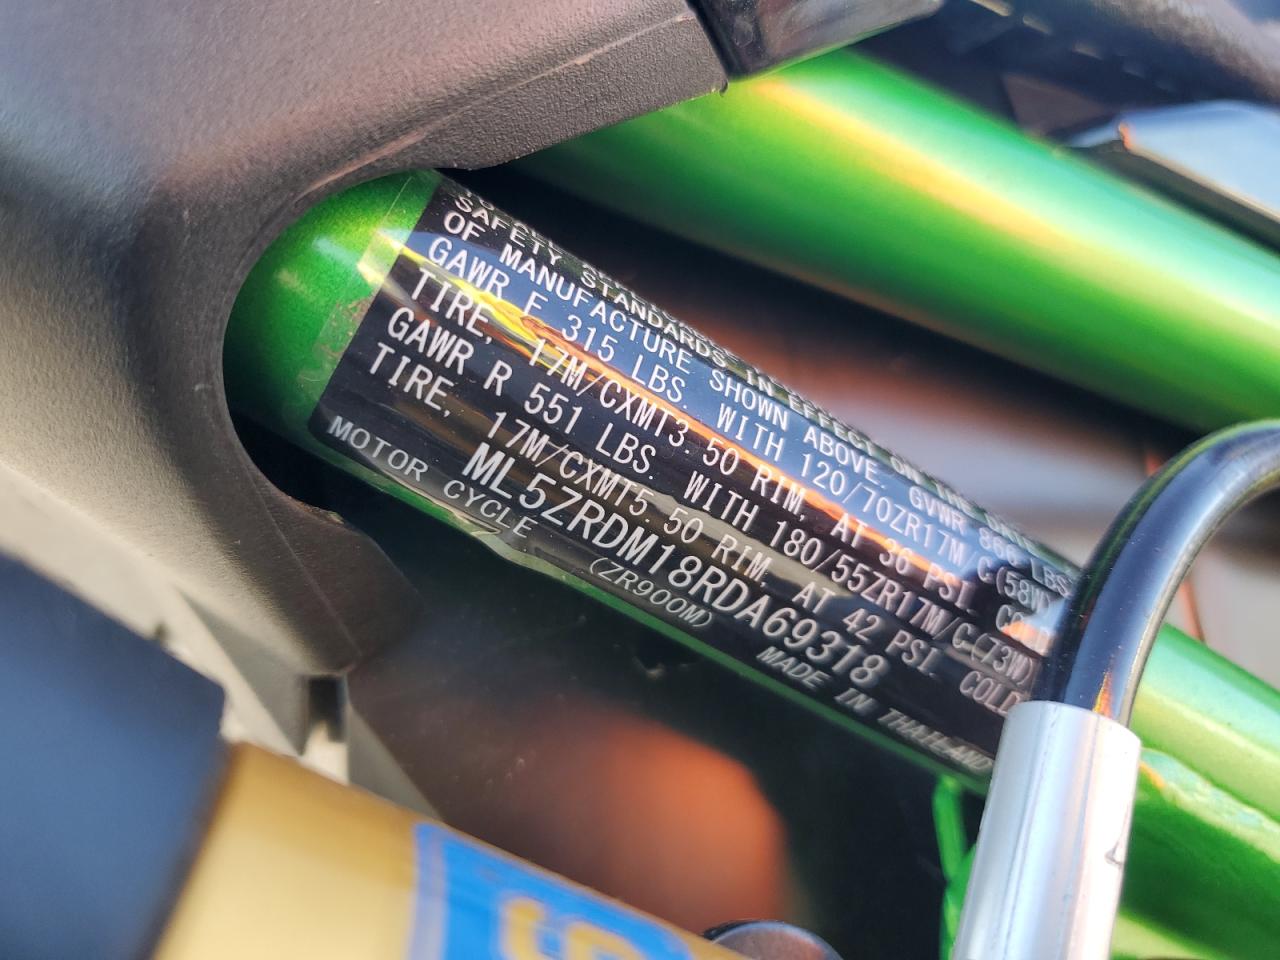 SAFETY STANDARDS IN EFFECT ON THE DATE
OF MANUFACTURE SHOWN ABOVE. GVWR 866 LBS
GAWR F 315 LBS. WITH 120/70ZR17M/C(58W)
TIRE, 17M/CXMT3.50 RIM, AT 36 PSI. COLD
GAWR R 551 LBS. WITH 180/55ZR17M/C(73W)
TIRE, 17M/CXMT5.50 RIM, AT 42 PSI. COLD
ML5ZRDM18RDA69318
MOTOR CYCLE (ZR900M) MADE IN THAILAND